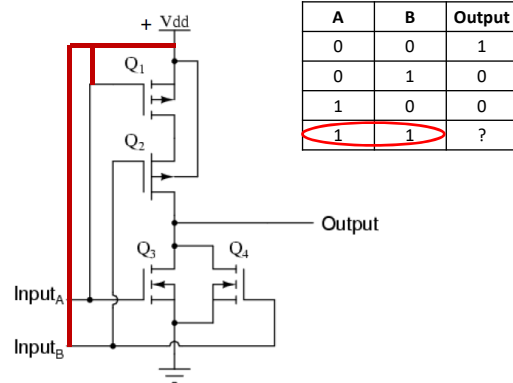 + Vdd
Q1
Q2
Output
Q3
Q4
InputA
InputB
A B Output
0 0 1
0 1 0
1 0 0
1 1 ?